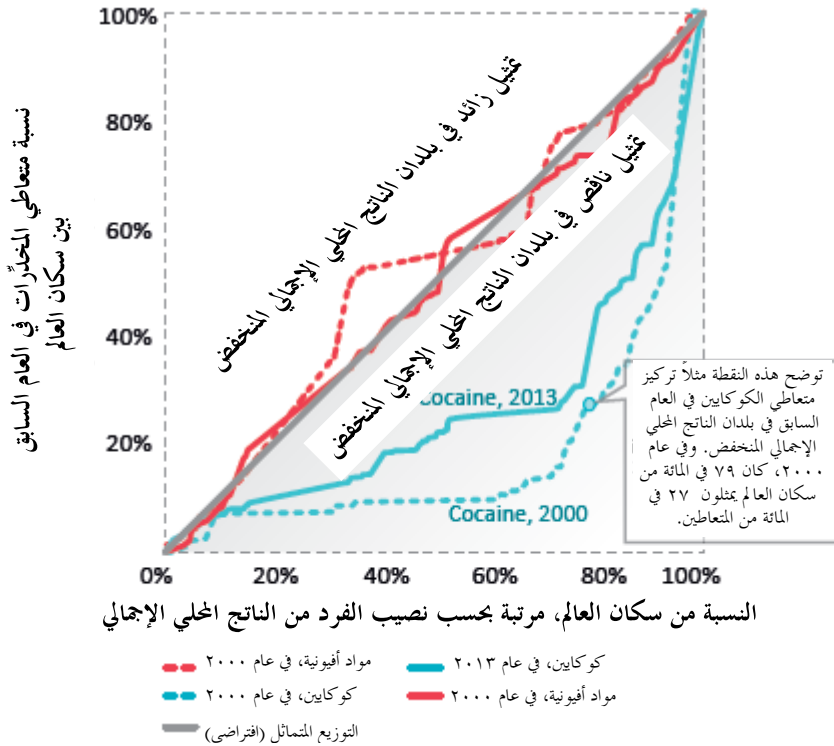 100%
80%
60%
40%
20%
نسبة متعاطي المخدِّرات في العام السابق
بين سكان العالم
تمثيل زائد في بلدان الناتج المحلي الإجمالي المنخفض
تمثيل ناقص في بلدان الناتج المحلي الإجمالي المنخفض
Cocaine, 2013
Cocaine, 2000
توضح هذه النقطة مثلاً تركيز
متعاطي الكوكايين في العام
السابق في بلدان الناتج المحلي
الإجمالي المنخفض. وفي عام
٢٠٠٠، كان ٧٩ في المائة من
سكان العالم يمثلون ٢٧ في
المائة من المتعاطين.
0% 20% 40% 60% 80% 100%
النسبة من سكان العالم، مرتبة بحسب نصيب الفرد من الناتج المحلي الإجمالي
كوكايين، في عام ٢٠١٣
مواد أفيونية، في عام ٢٠٠٠
مواد أفيونية، في عام ٢٠٠٠
كوكايين، في عام ٢٠٠٠
التوزيع المتماثل (افتراضي)